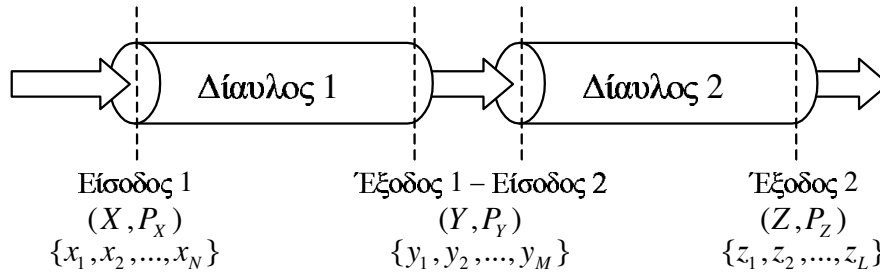 Δίαυλος 1
Δίαυλος 2
Είσοδος 1
Έξοδος 1 – Είσοδος 2
Έξοδος 2
(X, P_X)
(Y, P_Y)
(Z, P_Z)
{x_1, x_2, ..., x_N}
{y_1, y_2, ..., y_M}
{z_1, z_2, ..., z_L}